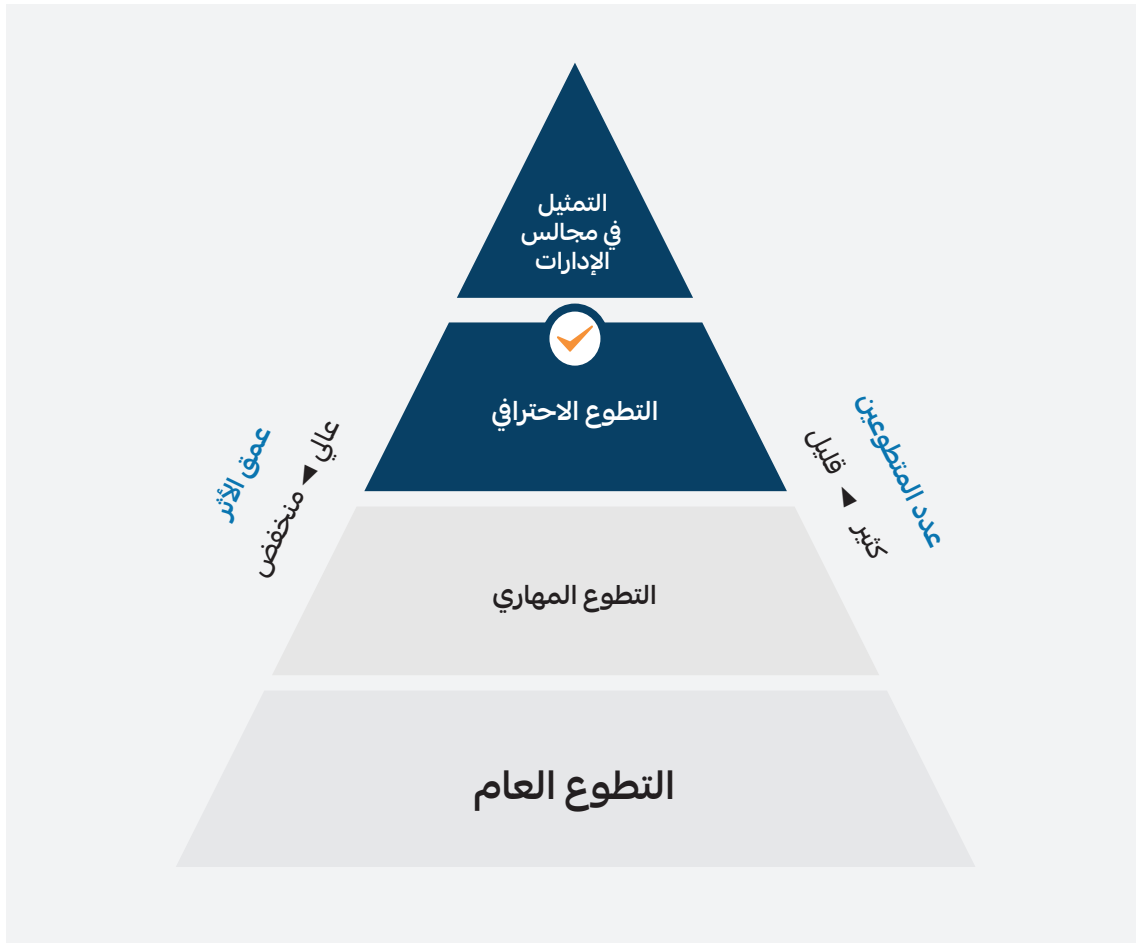 التمثيل
في مجالس
الإدارات
التطوع الاحترافي
عدد المتطوعين
قليل ◄ كثير
عمق الأثر
عالي ◄ منخفض
التطوع المهاري
التطوع العام